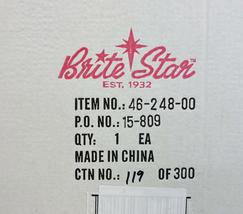 Brite Star™
EST. 1932
ITEM NO.: 46-248-00
P.O. NO.: 15-809
QTY: 1 EA
MADE IN CHINA
CTN NO.: 119 OF 300